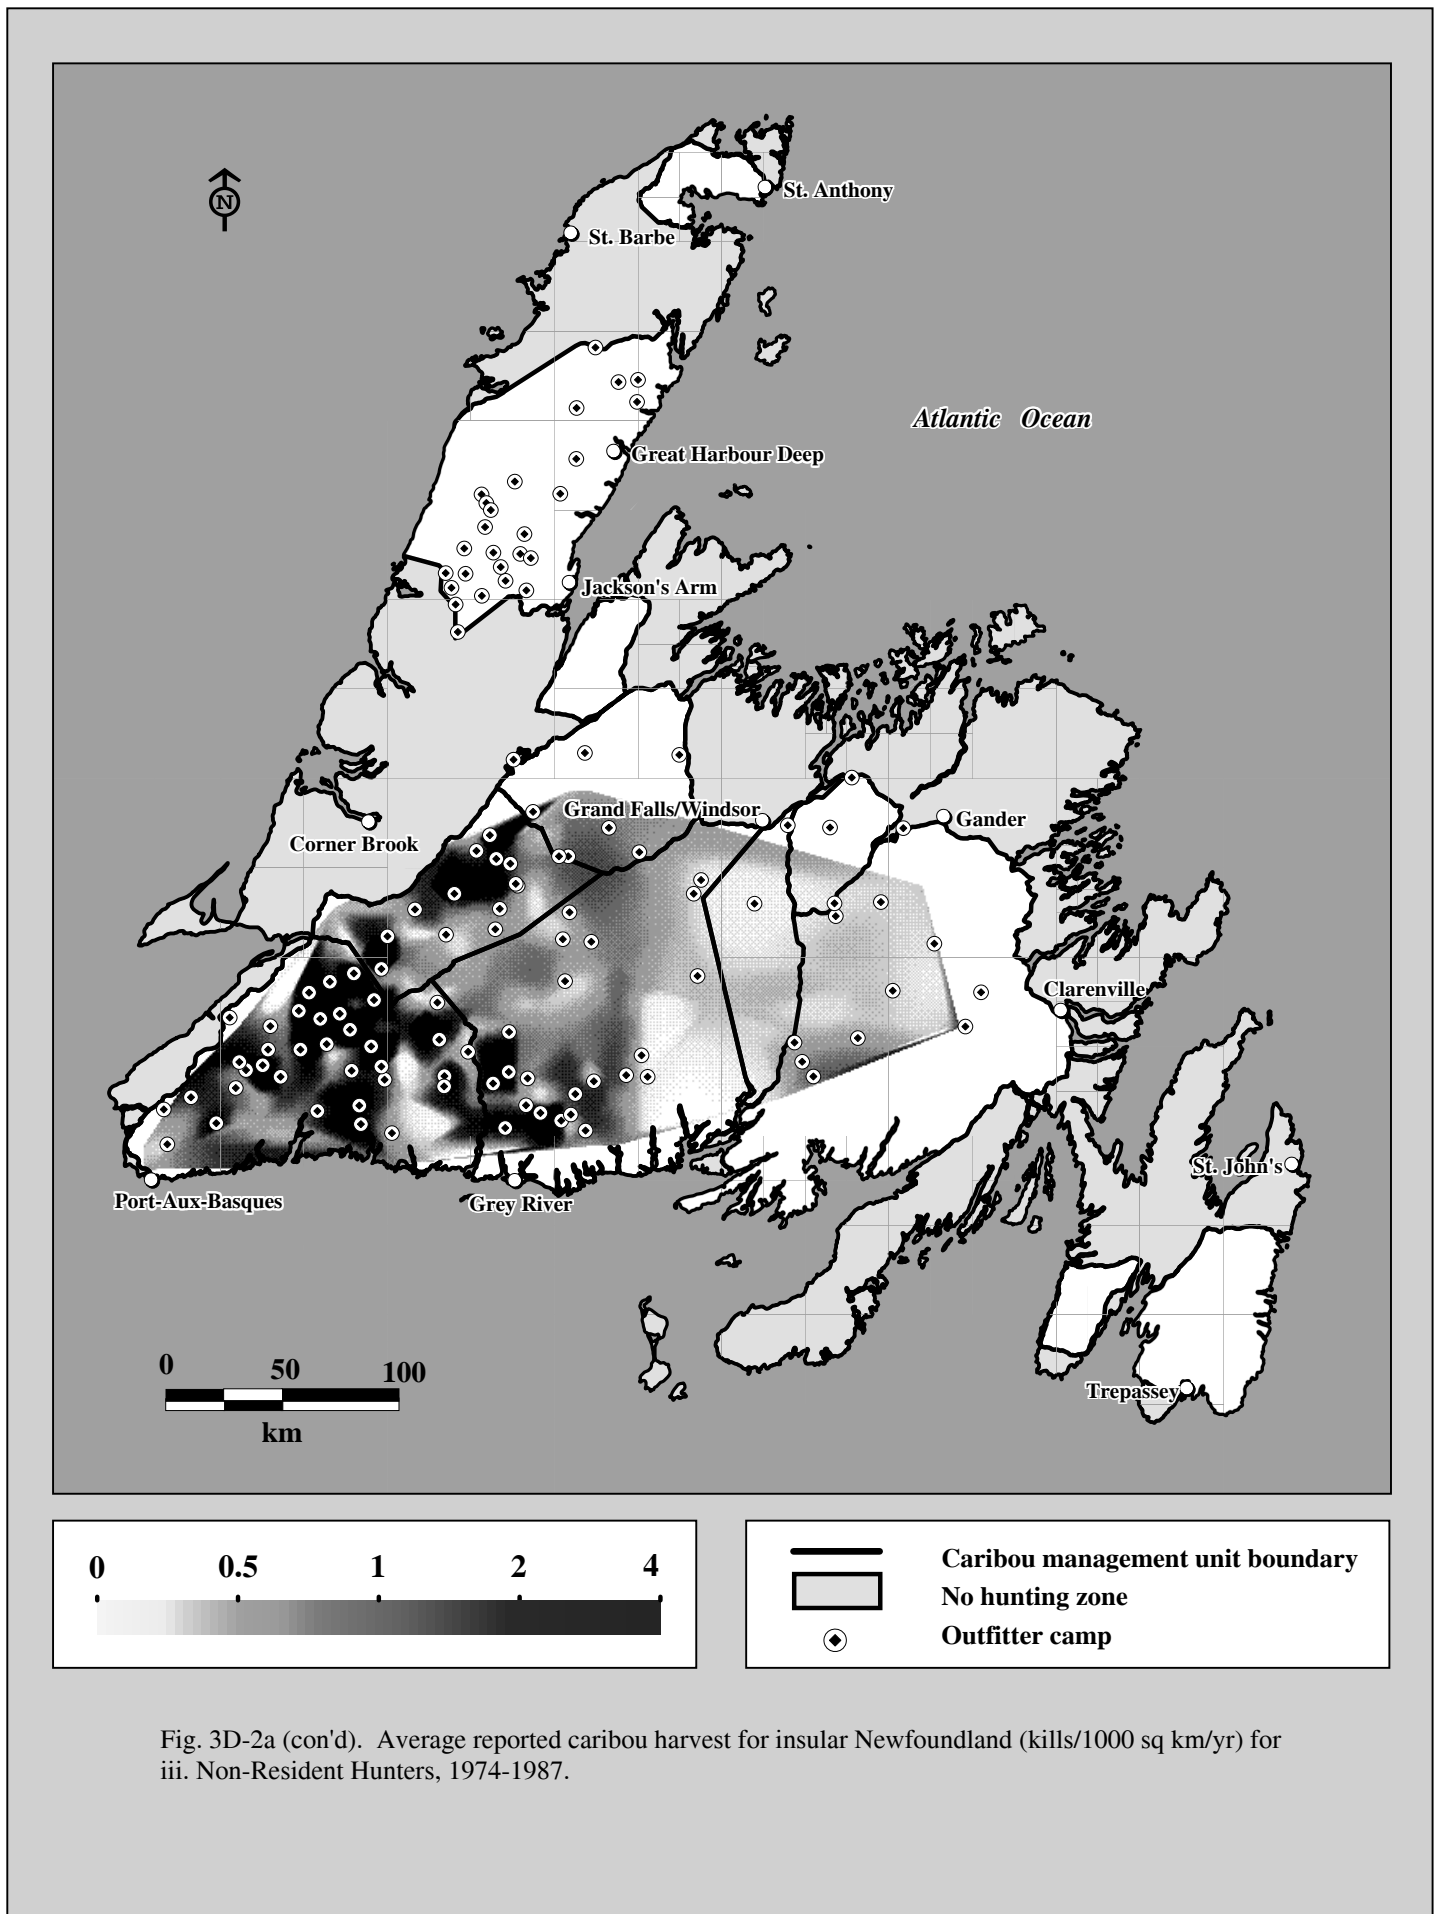 N
St. Anthony
St. Barbe
Atlantic Ocean
Great Harbour Deep
Jackson's Arm
Grand Falls/Windsor
Gander
Corner Brook
Clarenville
St. John's
Port-Aux-Basques
Grey River
Trepassey
0 50 100
km
0 0.5 1 2 4
Caribou management unit boundary
No hunting zone
Outfitter camp
Fig. 3D-2a (con'd). Average reported caribou harvest for insular Newfoundland (kills/1000 sq km/yr) for
iii. Non-Resident Hunters, 1974-1987.